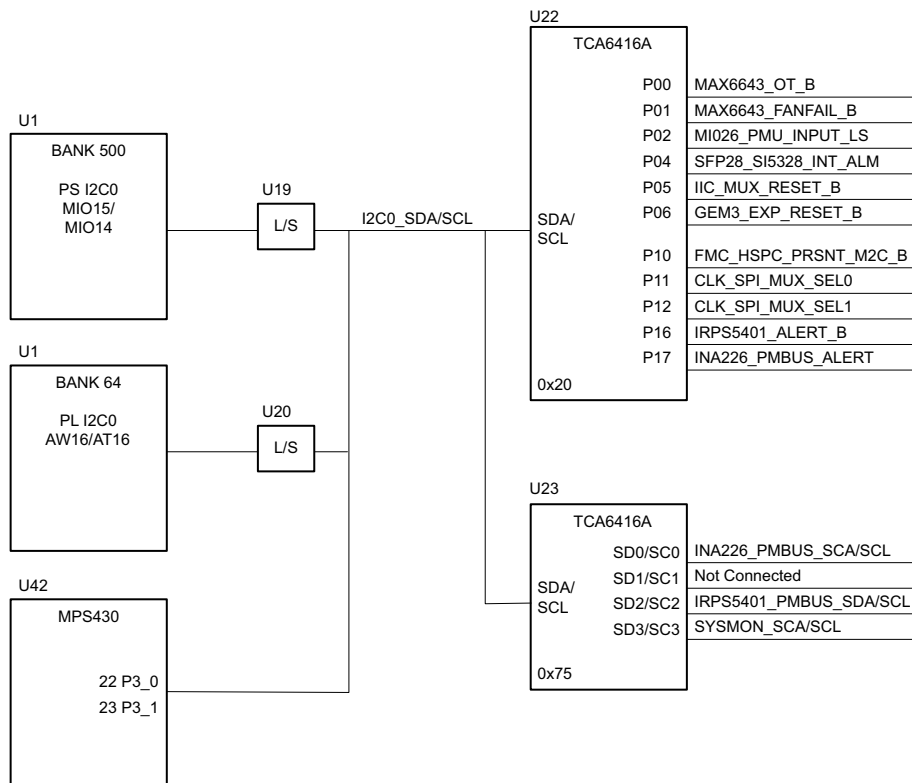 U1
BANK 500
PS I2C0
MIO15/
MIO14
U19
L/S
I2C0_SDA/SCL
U1
BANK 64
PL I2C0
AW16/AT16
U20
L/S
U42
MPS430
22 P3_0
23 P3_1
U22
TCA6416A
SDA/
SCL
P00 MAX6643_OT_B
P01 MAX6643_FANFAIL_B
P02 MI026_PMU_INPUT_LS
P04 SFP28_SI5328_INT_ALM
P05 IIC_MUX_RESET_B
P06 GEM3_EXP_RESET_B
P10 FMC_HSPC_PRSNT_M2C_B
P11 CLK_SPI_MUX_SEL0
P12 CLK_SPI_MUX_SEL1
P16 IRPS5401_ALERT_B
P17 INA226_PMBUS_ALERT
0x20
U23
TCA6416A
SDA/
SCL
SD0/SC0 INA226_PMBUS_SCA/SCL
SD1/SC1 Not Connected
SD2/SC2 IRPS5401_PMBUS_SDA/SCL
SD3/SC3 SYSMON_SCA/SCL
0x75